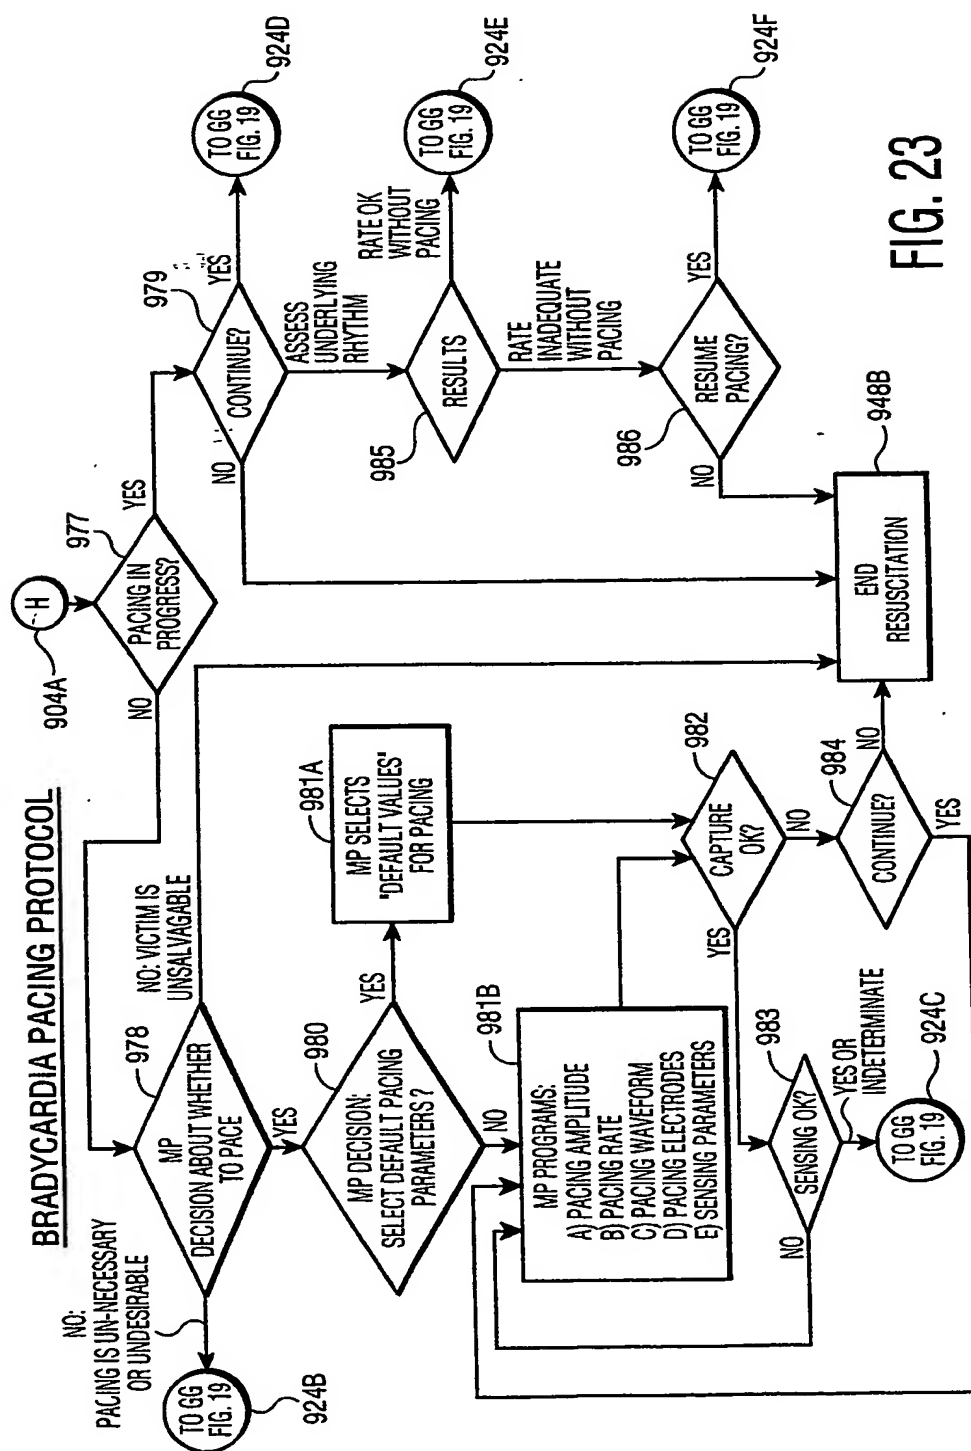 BRADYCARDIA PACING PROTOCOL
904A
H
977
PACING IN
PROGRESS?
NO
YES
979
CONTINUE?
YES
NO
TO GG
FIG. 19
924D
ASSESS
UNDERLYING
RHYTHM
985
RESULTS
RATE OK
WITHOUT
PACING
TO GG
FIG. 19
924E
RATE
INADEQUATE
WITHOUT
PACING
986
RESUME
PACING?
YES
NO
TO GG
FIG. 19
924F
978
MP
DECISION ABOUT WHETHER
TO PACE
NO: VICTIM IS
UNSALVAGABLE
NO:
PACING IS UN-NECESSARY
OR UNDESIRABLE
TO GG
FIG. 19
924B
YES
980
MP DECISION:
SELECT DEFAULT PACING
PARAMETERS?
YES
NO
981A
MP SELECTS
"DEFAULT VALUES"
FOR PACING
981B
MP PROGRAMS:
A) PACING AMPLITUDE
B) PACING RATE
C) PACING WAVEFORM
D) PACING ELECTRODES
E) SENSING PARAMETERS
982
CAPTURE
OK?
YES
NO
983
SENSING OK?
NO
YES OR
INDETERMINATE
TO GG
FIG. 19
924C
984
CONTINUE?
NO
YES
948B
END
RESUSCITATION
FIG. 23